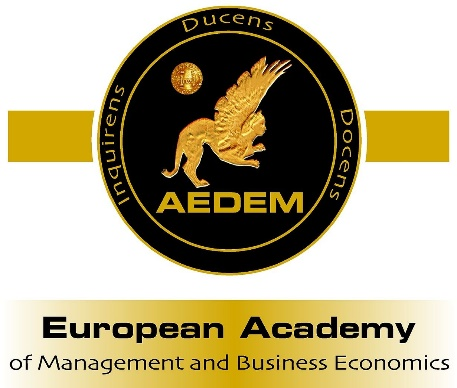 Inquirens
Ducens
Docens
AEDEM
European Academy
of Management and Business Economics